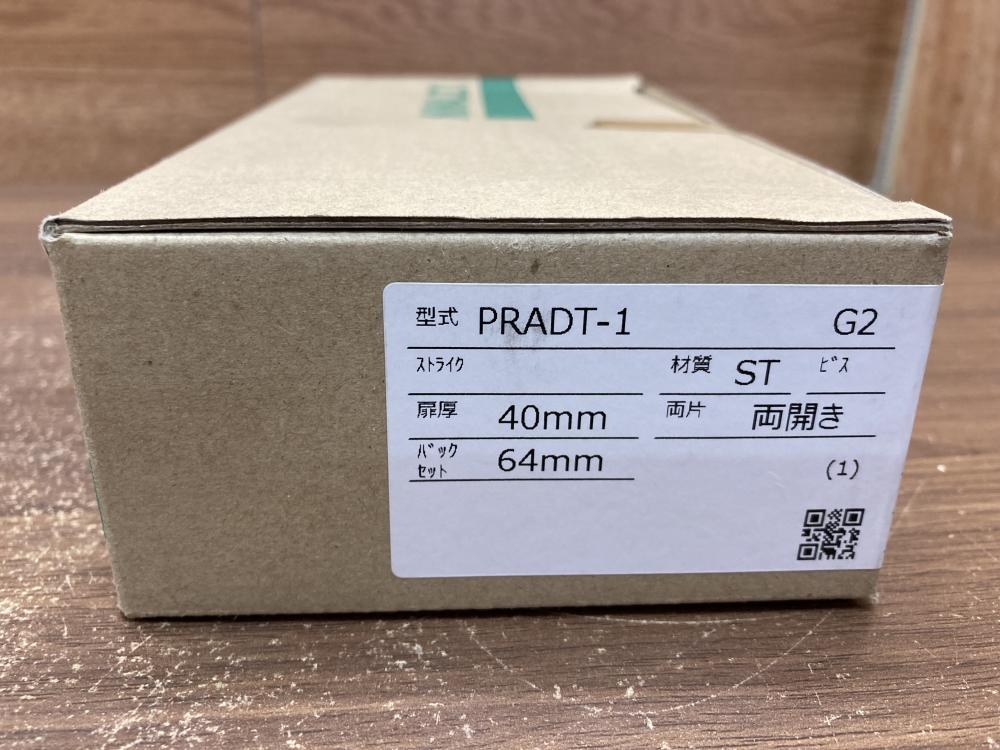 型式 PRADT-1 G2
ｽﾄﾗｲｸ 材質 ST ﾋﾞｽ
扉厚 40mm 両片 両開き
ﾊﾞｯｸ
ｾｯﾄ 64mm
(1)